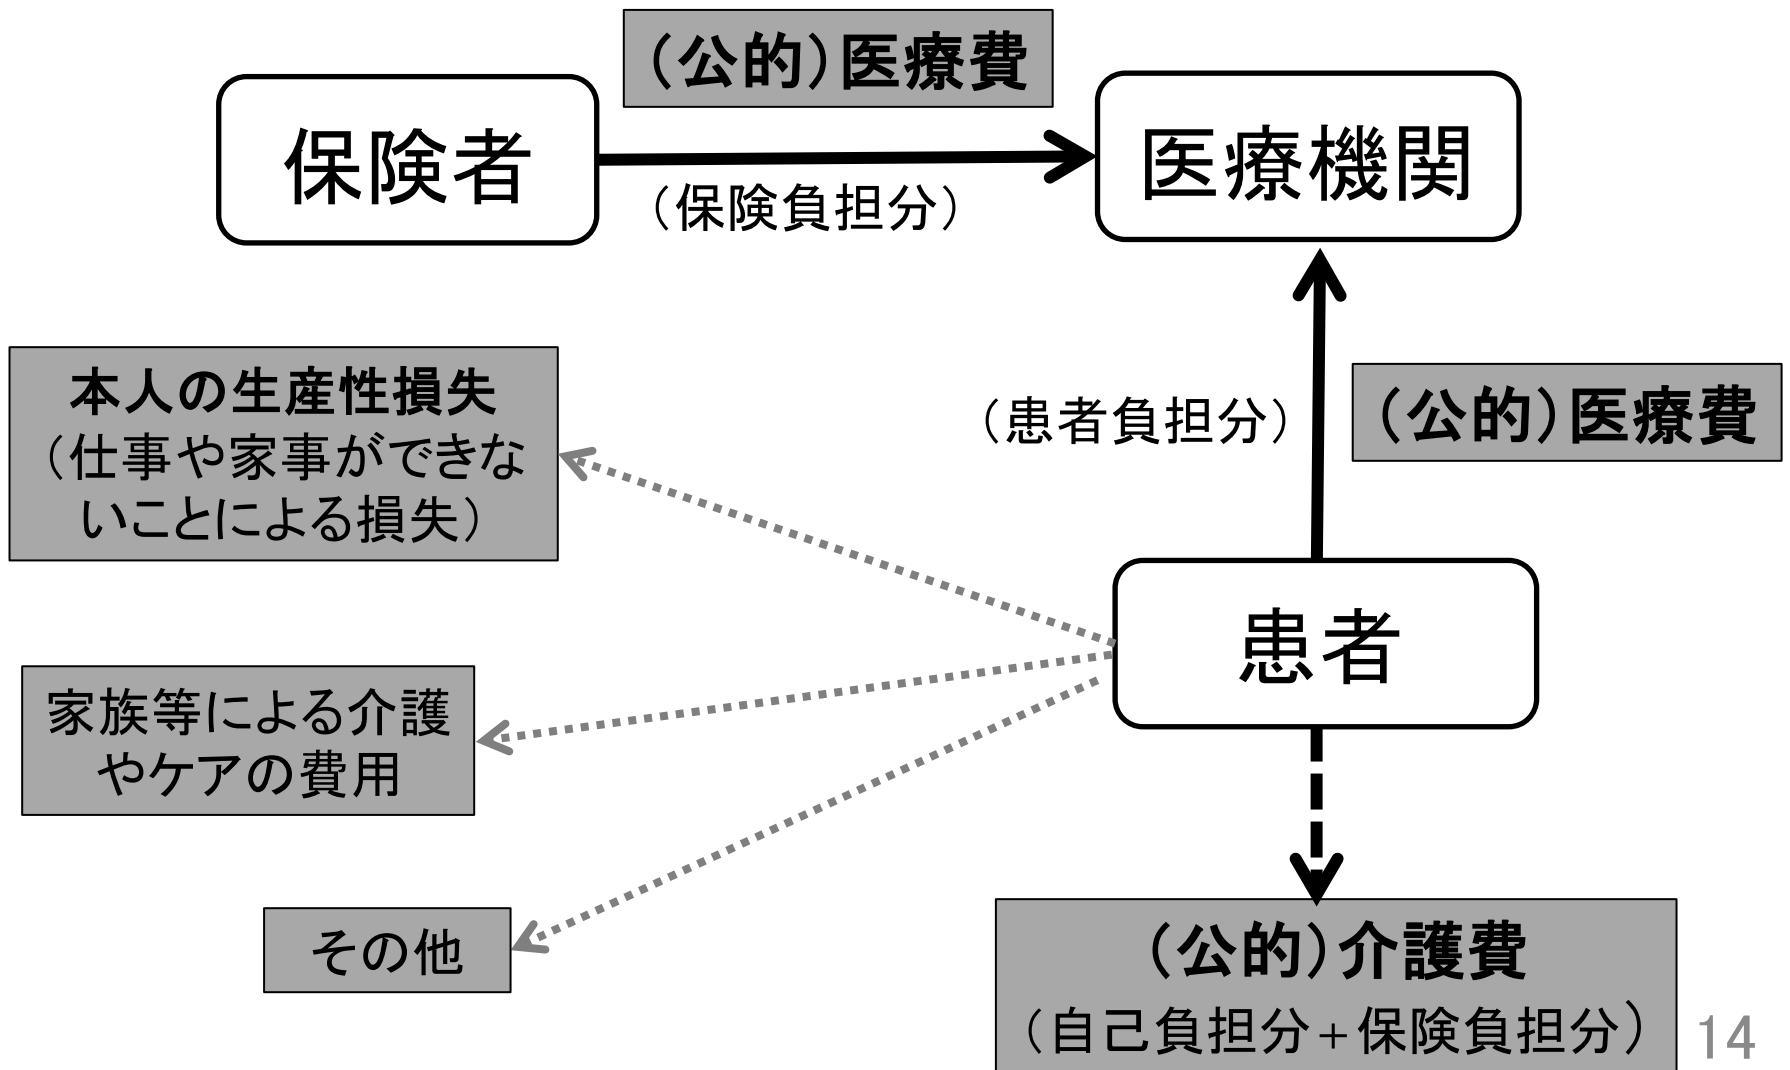 （公的）医療費
保険者
医療機関
（保険負担分）
本人の生産性損失
（仕事や家事ができな
いことによる損失）
（患者負担分）
（公的）医療費
患者
家族等による介護
やケアの費用
その他
（公的）介護費
（自己負担分+保険負担分）
14